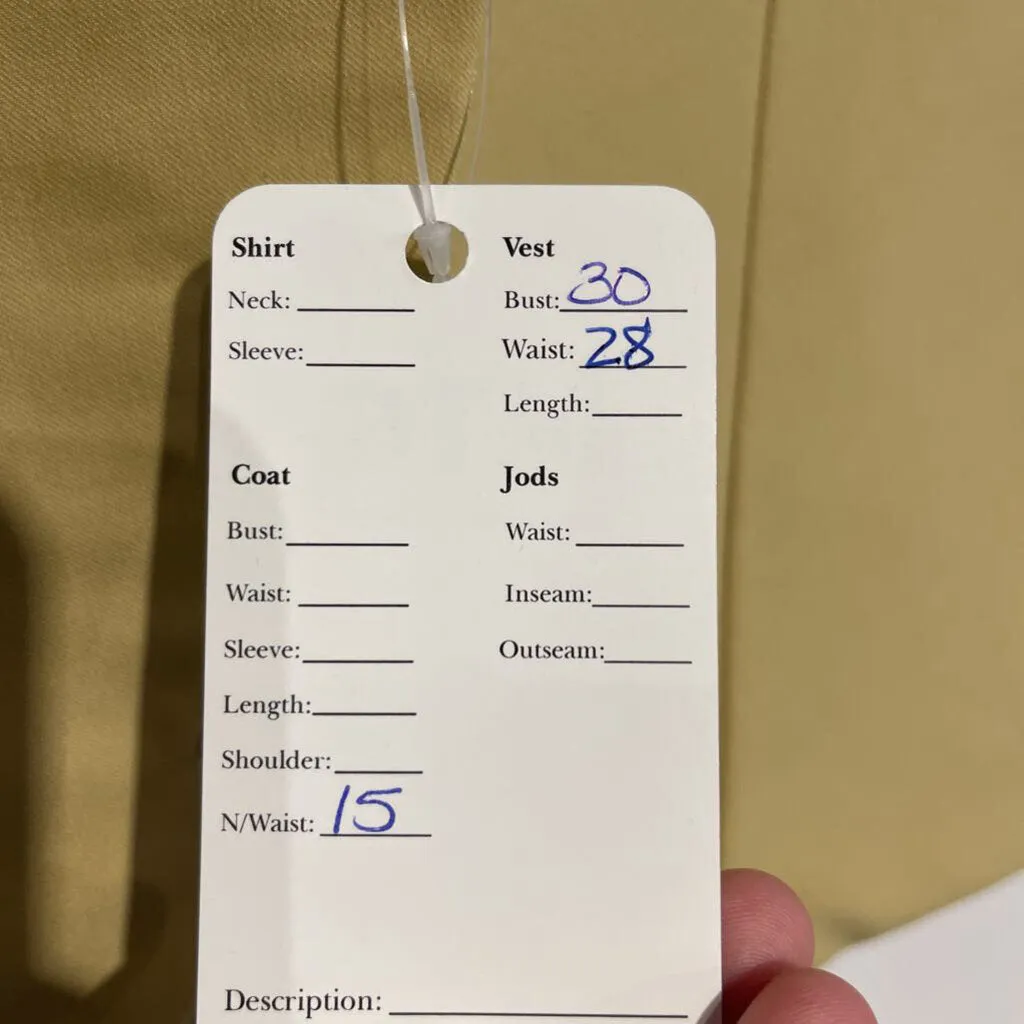 Shirt
Neck:
Sleeve:
Vest
Bust: 30
Waist: 28
Length:
Coat
Bust:
Waist:
Sleeve:
Length:
Shoulder:
N/Waist: 15
Jods
Waist:
Inseam:
Outseam:
Description: